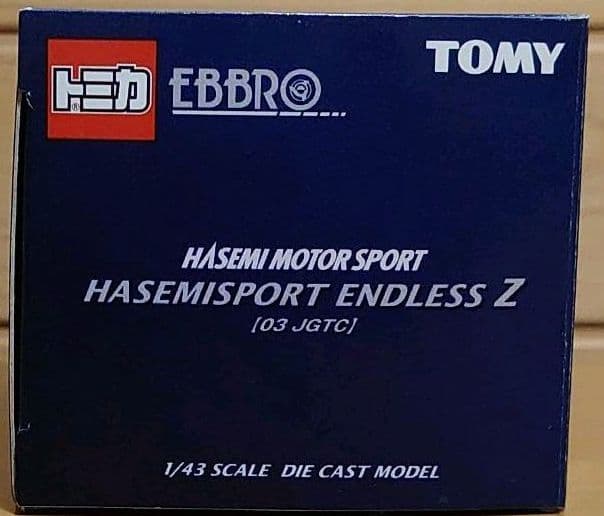 トミカ® EBBRO TOMY
HASEMI MOTOR SPORT
HASEMISPORT ENDLESS Z
[03 JGTC]
1/43 SCALE DIE CAST MODEL